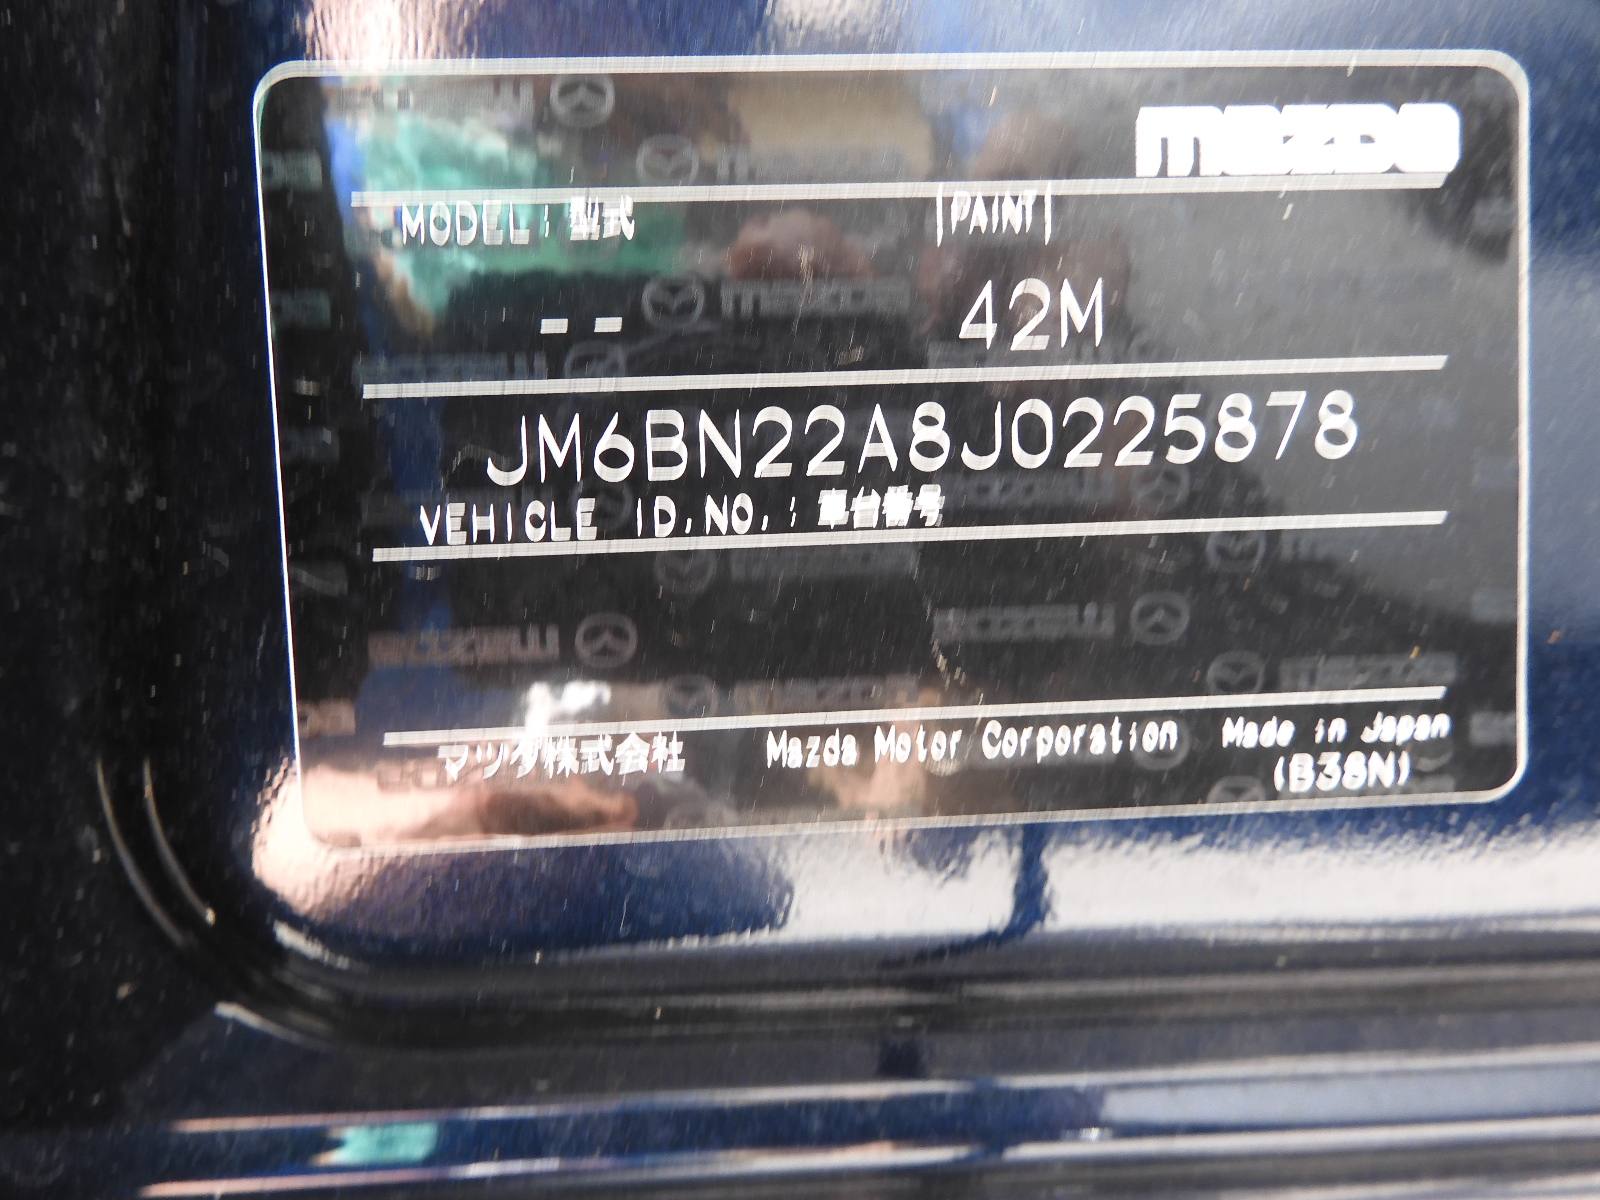 mazda
MODEL: 型式 PAINT
-- 42M
JM6BN22A8J0225878
VEHICLE ID.NO.: 車台番号
マツダ株式会社 Mazda Motor Corporation Made in Japan
(B38N)